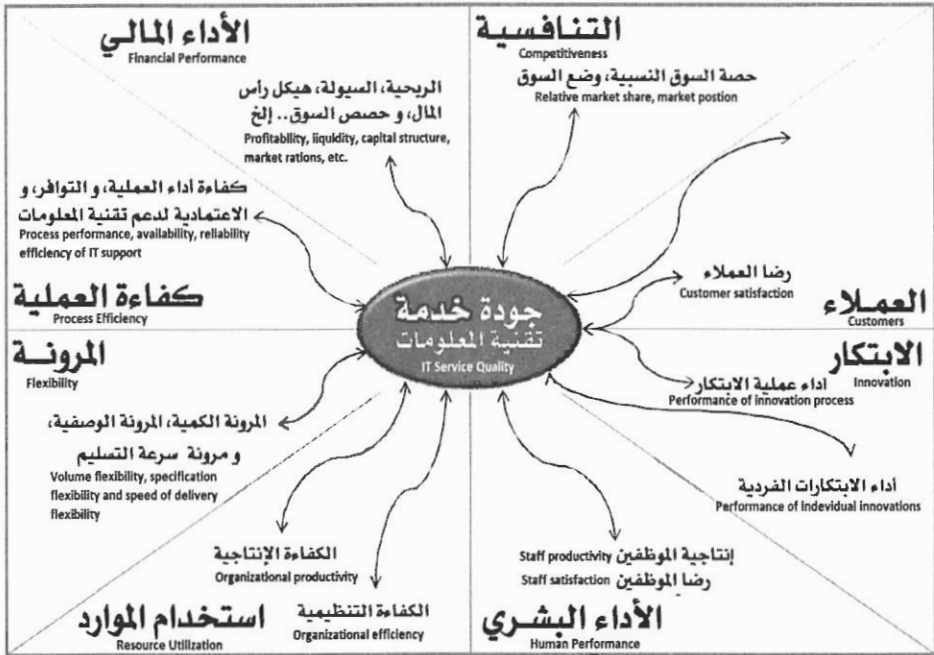 الأداء المالي
Financial Performance
الربحية، السيولة، هيكل رأس
المال، و حصص السوق.. إلخ
Profitability, liquidity, capital structure,
market rations, etc.
التنافسية
Competitiveness
حصة السوق النسبية، وضع السوق
Relative market share, market postion
كفاءة أداء العملية، و التوافر، و
الاعتمادية لدعم تقنية المعلومات
Process performance, availability, reliability
efficiency of IT support
كفاءة العملية
Process Efficiency
رضا العملاء
Customer satisfaction
العملاء
Customers
جودة خدمة
تقنية المعلومات
IT Service Quality
المرونة
Flexibility
المرونة الكمية، المرونة الوصفية،
و مرونة سرعة التسليم
Volume flexibility, specification
flexibility and speed of delivery
flexibility
الابتكار
Innovation
اداء عملية الابتكار
Performance of innovation process
أداء الابتكارات الفردية
Performance of indevidual innovations
الكفاءة الإنتاجية
Organizational productivity
الكفاءة التنظيمية
Organizational efficiency
استخدام الموارد
Resource Utilization
إنتاجية الموظفين Staff productivity
رضا الموظفين Staff satisfaction
الأداء البشري
Human Performance